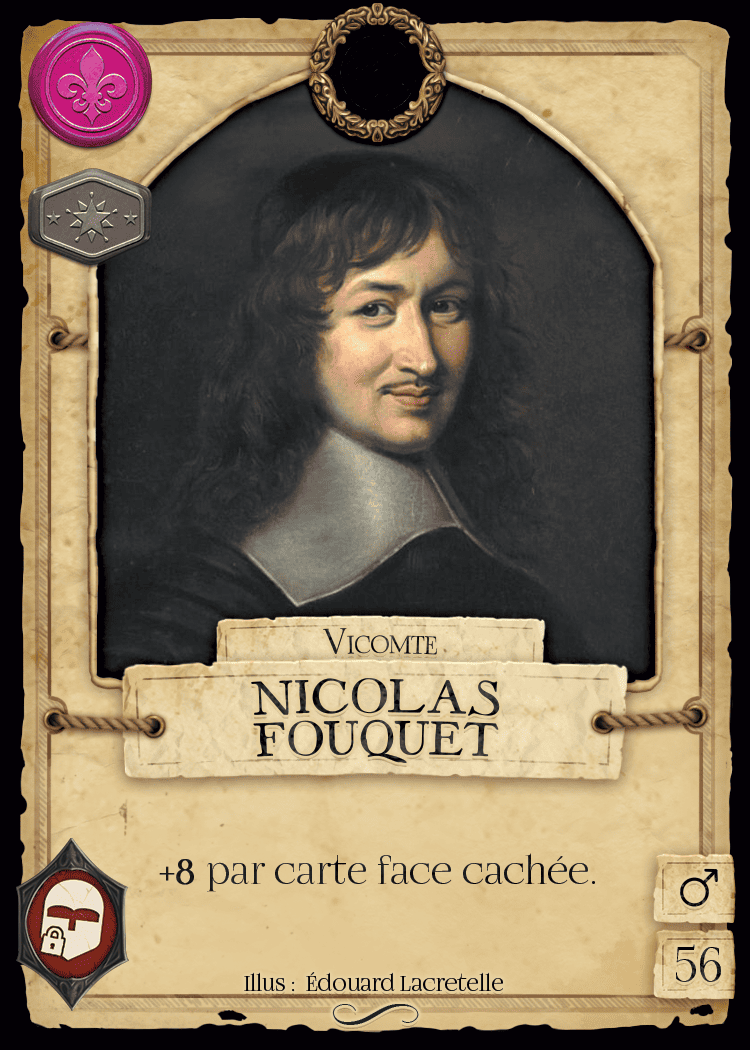 Vicomte
NICOLAS
FOUQUET
+8 par carte face cachée.
♂
56
Illus : Édouard Lacretelle